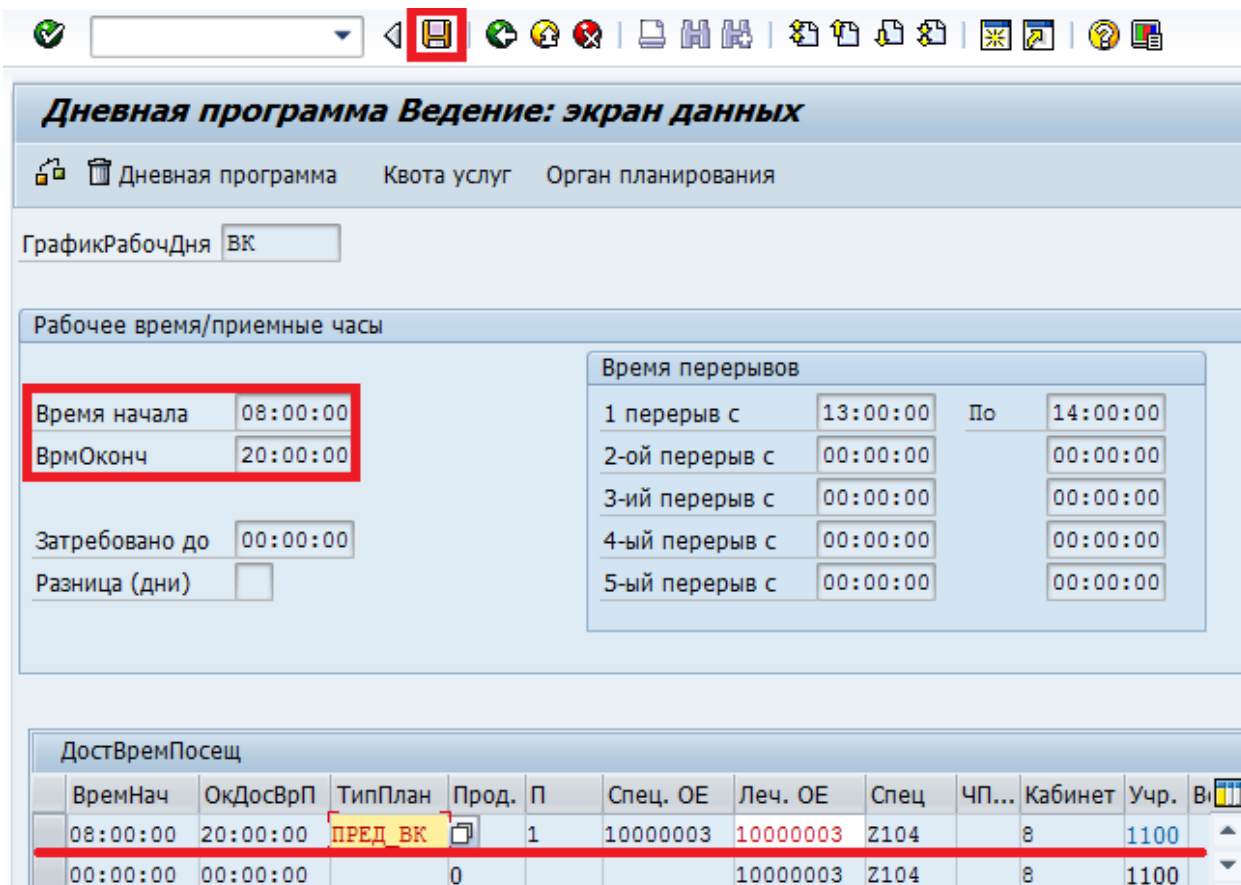 Дневная программа Ведение: экран данных
Дневная программа Квота услуг Орган планирования
ГрафикРабочДня ВК
Рабочее время/приемные часы
Время перерывов
Время начала 08:00:00 1 перерыв с 13:00:00 По 14:00:00
ВрмОконч 20:00:00 2-ой перерыв с 00:00:00 00:00:00
3-ий перерыв с 00:00:00 00:00:00
Затребовано до 00:00:00 4-ый перерыв с 00:00:00 00:00:00
Разница (дни) 5-ый перерыв с 00:00:00 00:00:00
ДостВремПосещ
ВремНач ОкДосВрП ТипПлан Прод. П Спец. ОЕ Леч. ОЕ Спец ЧП... Кабинет Учр.
08:00:00 20:00:00 ПРЕД_ВК 1 10000003 10000003 Z104 8 1100
00:00:00 00:00:00 0 10000003 Z104 8 1100